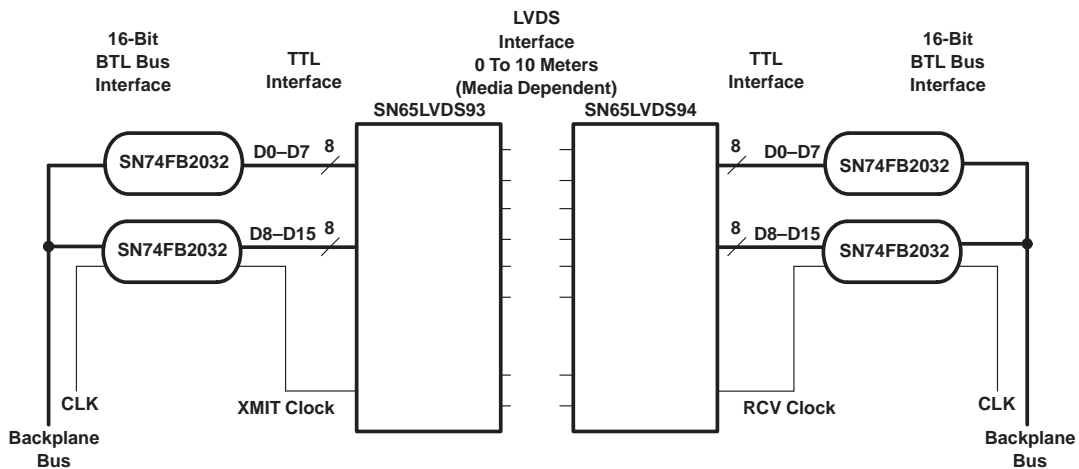 16-Bit
BTL Bus
Interface
TTL
Interface
LVDS
Interface
0 To 10 Meters
(Media Dependent)
TTL
Interface
16-Bit
BTL Bus
Interface
SN65LVDS93
SN65LVDS94
SN74FB2032
D0–D7
8
8
D0–D7
SN74FB2032
SN74FB2032
D8–D15
8
8
D8–D15
SN74FB2032
CLK
XMIT Clock
RCV Clock
CLK
Backplane
Bus
Backplane
Bus